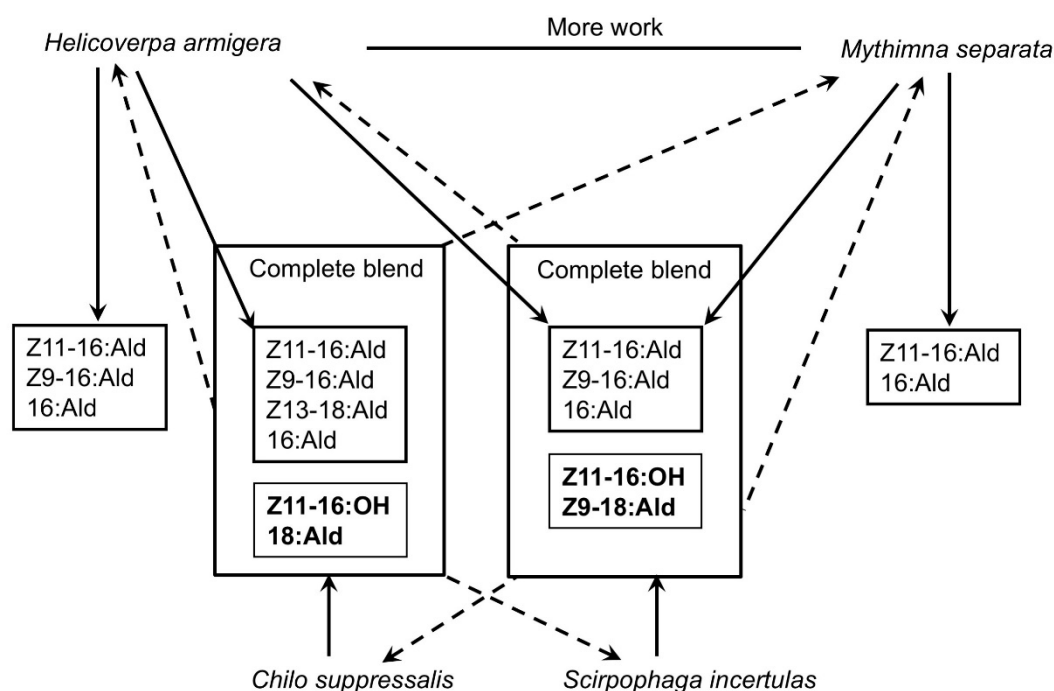 More work
Helicoverpa armigera
Mythimna separata
Complete blend
Complete blend
Z11-16:Ald
Z9-16:Ald
16:Ald
Z11-16:Ald
Z9-16:Ald
Z13-18:Ald
16:Ald
Z11-16:OH
18:Ald
Z11-16:Ald
Z9-16:Ald
16:Ald
Z11-16:OH
Z9-18:Ald
Z11-16:Ald
16:Ald
Chilo suppressalis
Scirpophaga incertulas